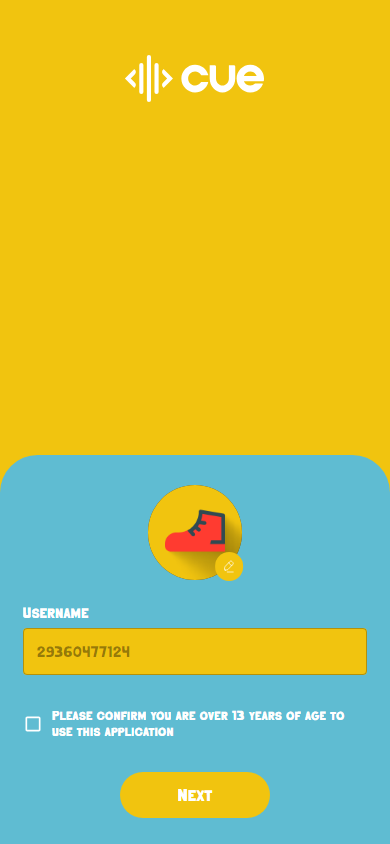 cue
Username
29360477124
Please confirm you are over 13 years of age to
use this application
Next